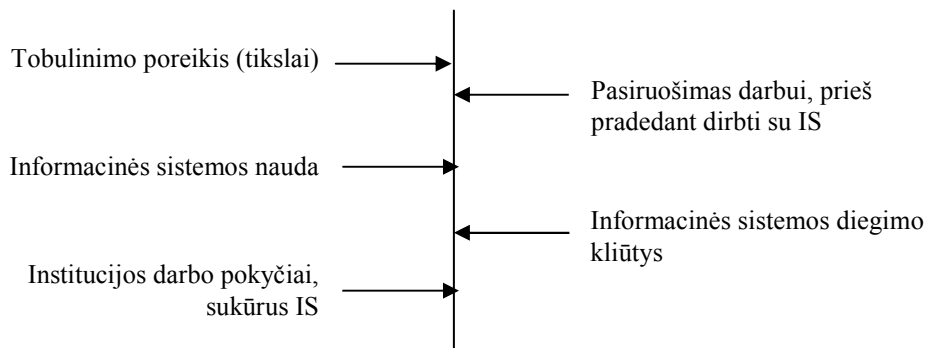 Tobulinimo poreikis (tikslai)
Pasiruošimas darbui, prieš
pradedant dirbti su IS
Informacinės sistemos nauda
Informacinės sistemos diegimo
kliūtys
Institucijos darbo pokyčiai,
sukūrus IS